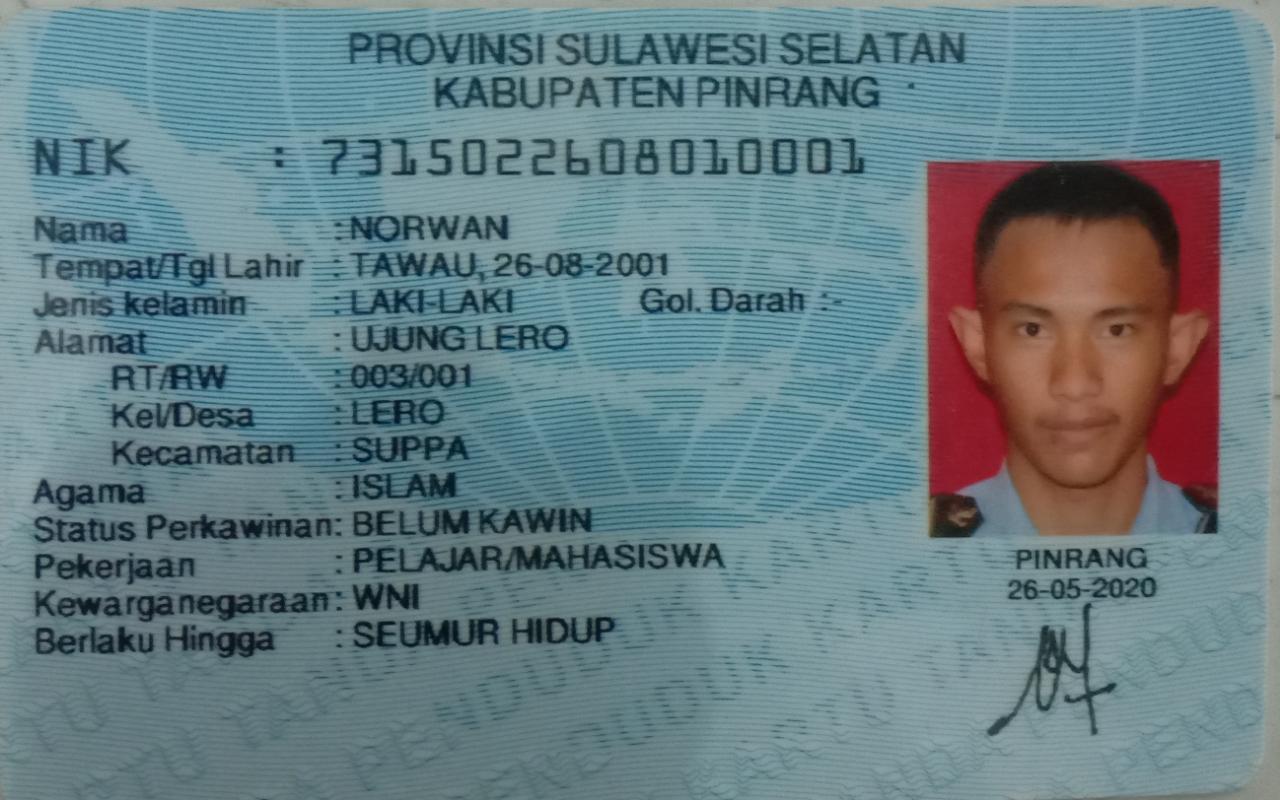 PROVINSI SULAWESI SELATAN
KABUPATEN PINRANG
NIK : 7315022608010001
Nama : NORWAN
Tempat/Tgl Lahir : TAWAU, 26-08-2001
Jenis kelamin : LAKI-LAKI Gol. Darah : -
Alamat : UJUNG LERO
RT/RW : 003/001
Kel/Desa : LERO
Kecamatan : SUPPA
Agama : ISLAM
Status Perkawinan: BELUM KAWIN
Pekerjaan : PELAJAR/MAHASISWA
Kewarganegaraan: WNI
Berlaku Hingga : SEUMUR HIDUP
PINRANG
26-05-2020